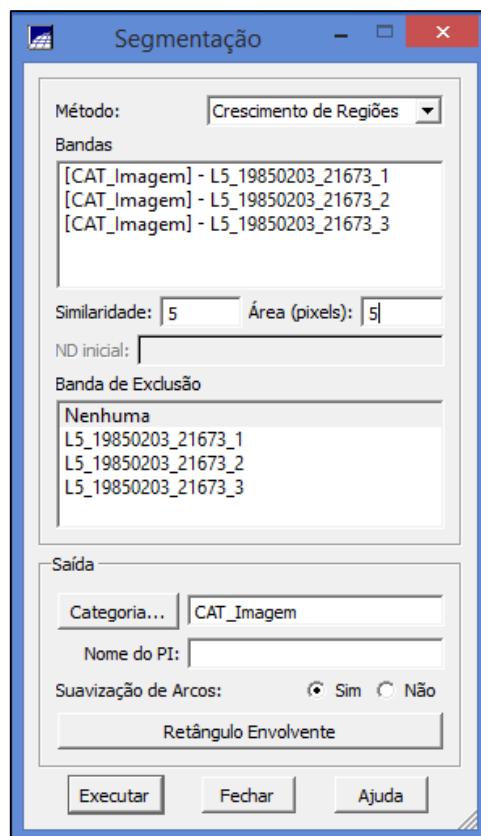 Segmentação
Método: Crescimento de Regiões
Bandas
[CAT_Imagem] - L5_19850203_21673_1
[CAT_Imagem] - L5_19850203_21673_2
[CAT_Imagem] - L5_19850203_21673_3
Similaridade: 5 Área (pixels): 5
ND inicial:
Banda de Exclusão
Nenhuma
L5_19850203_21673_1
L5_19850203_21673_2
L5_19850203_21673_3
Saída
Categoria... CAT_Imagem
Nome do PI:
Suavização de Arcos: Sim Não
Retângulo Envolvente
Executar Fechar Ajuda